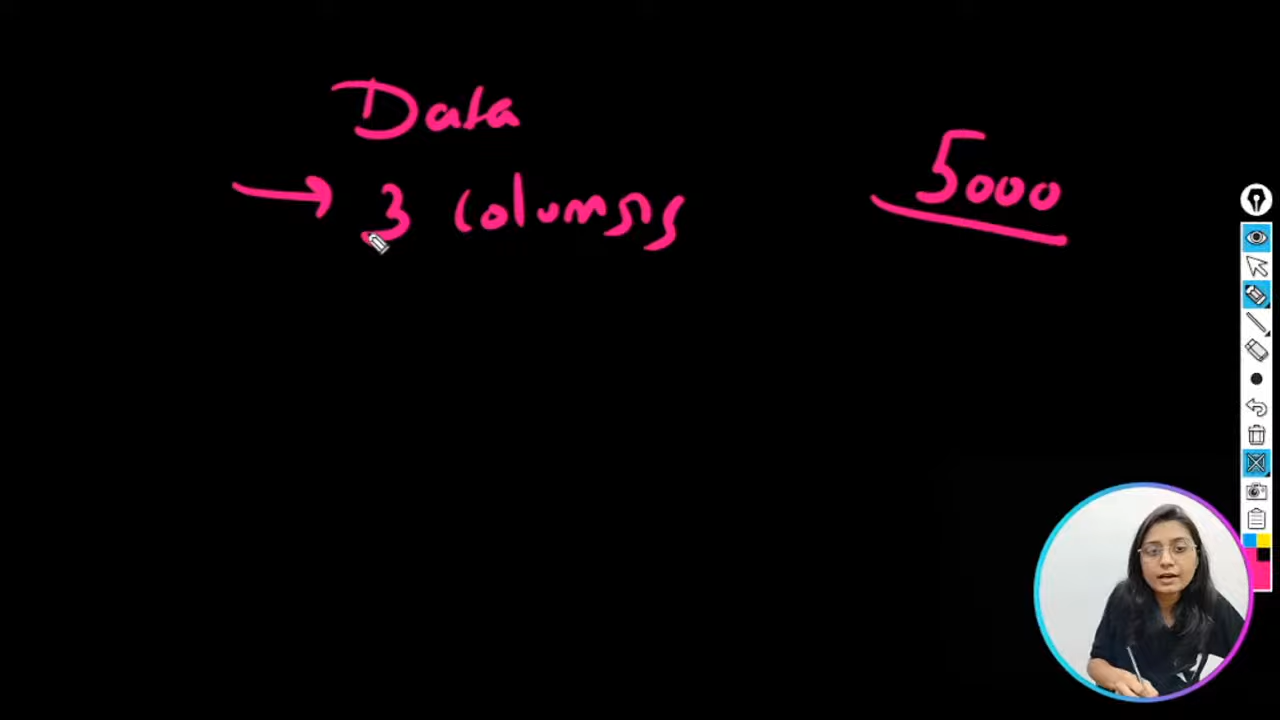 Data
→ 3 columns
5000